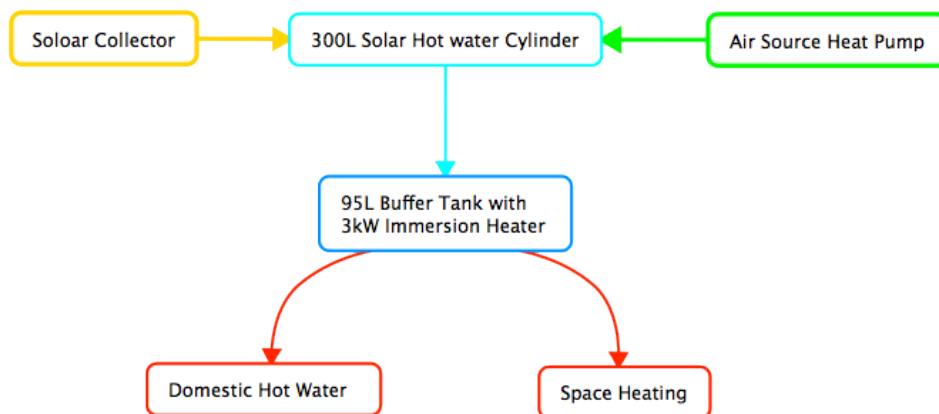 Soloar Collector
300L Solar Hot water Cylinder
Air Source Heat Pump
95L Buffer Tank with
3kW Immersion Heater
Domestic Hot Water
Space Heating